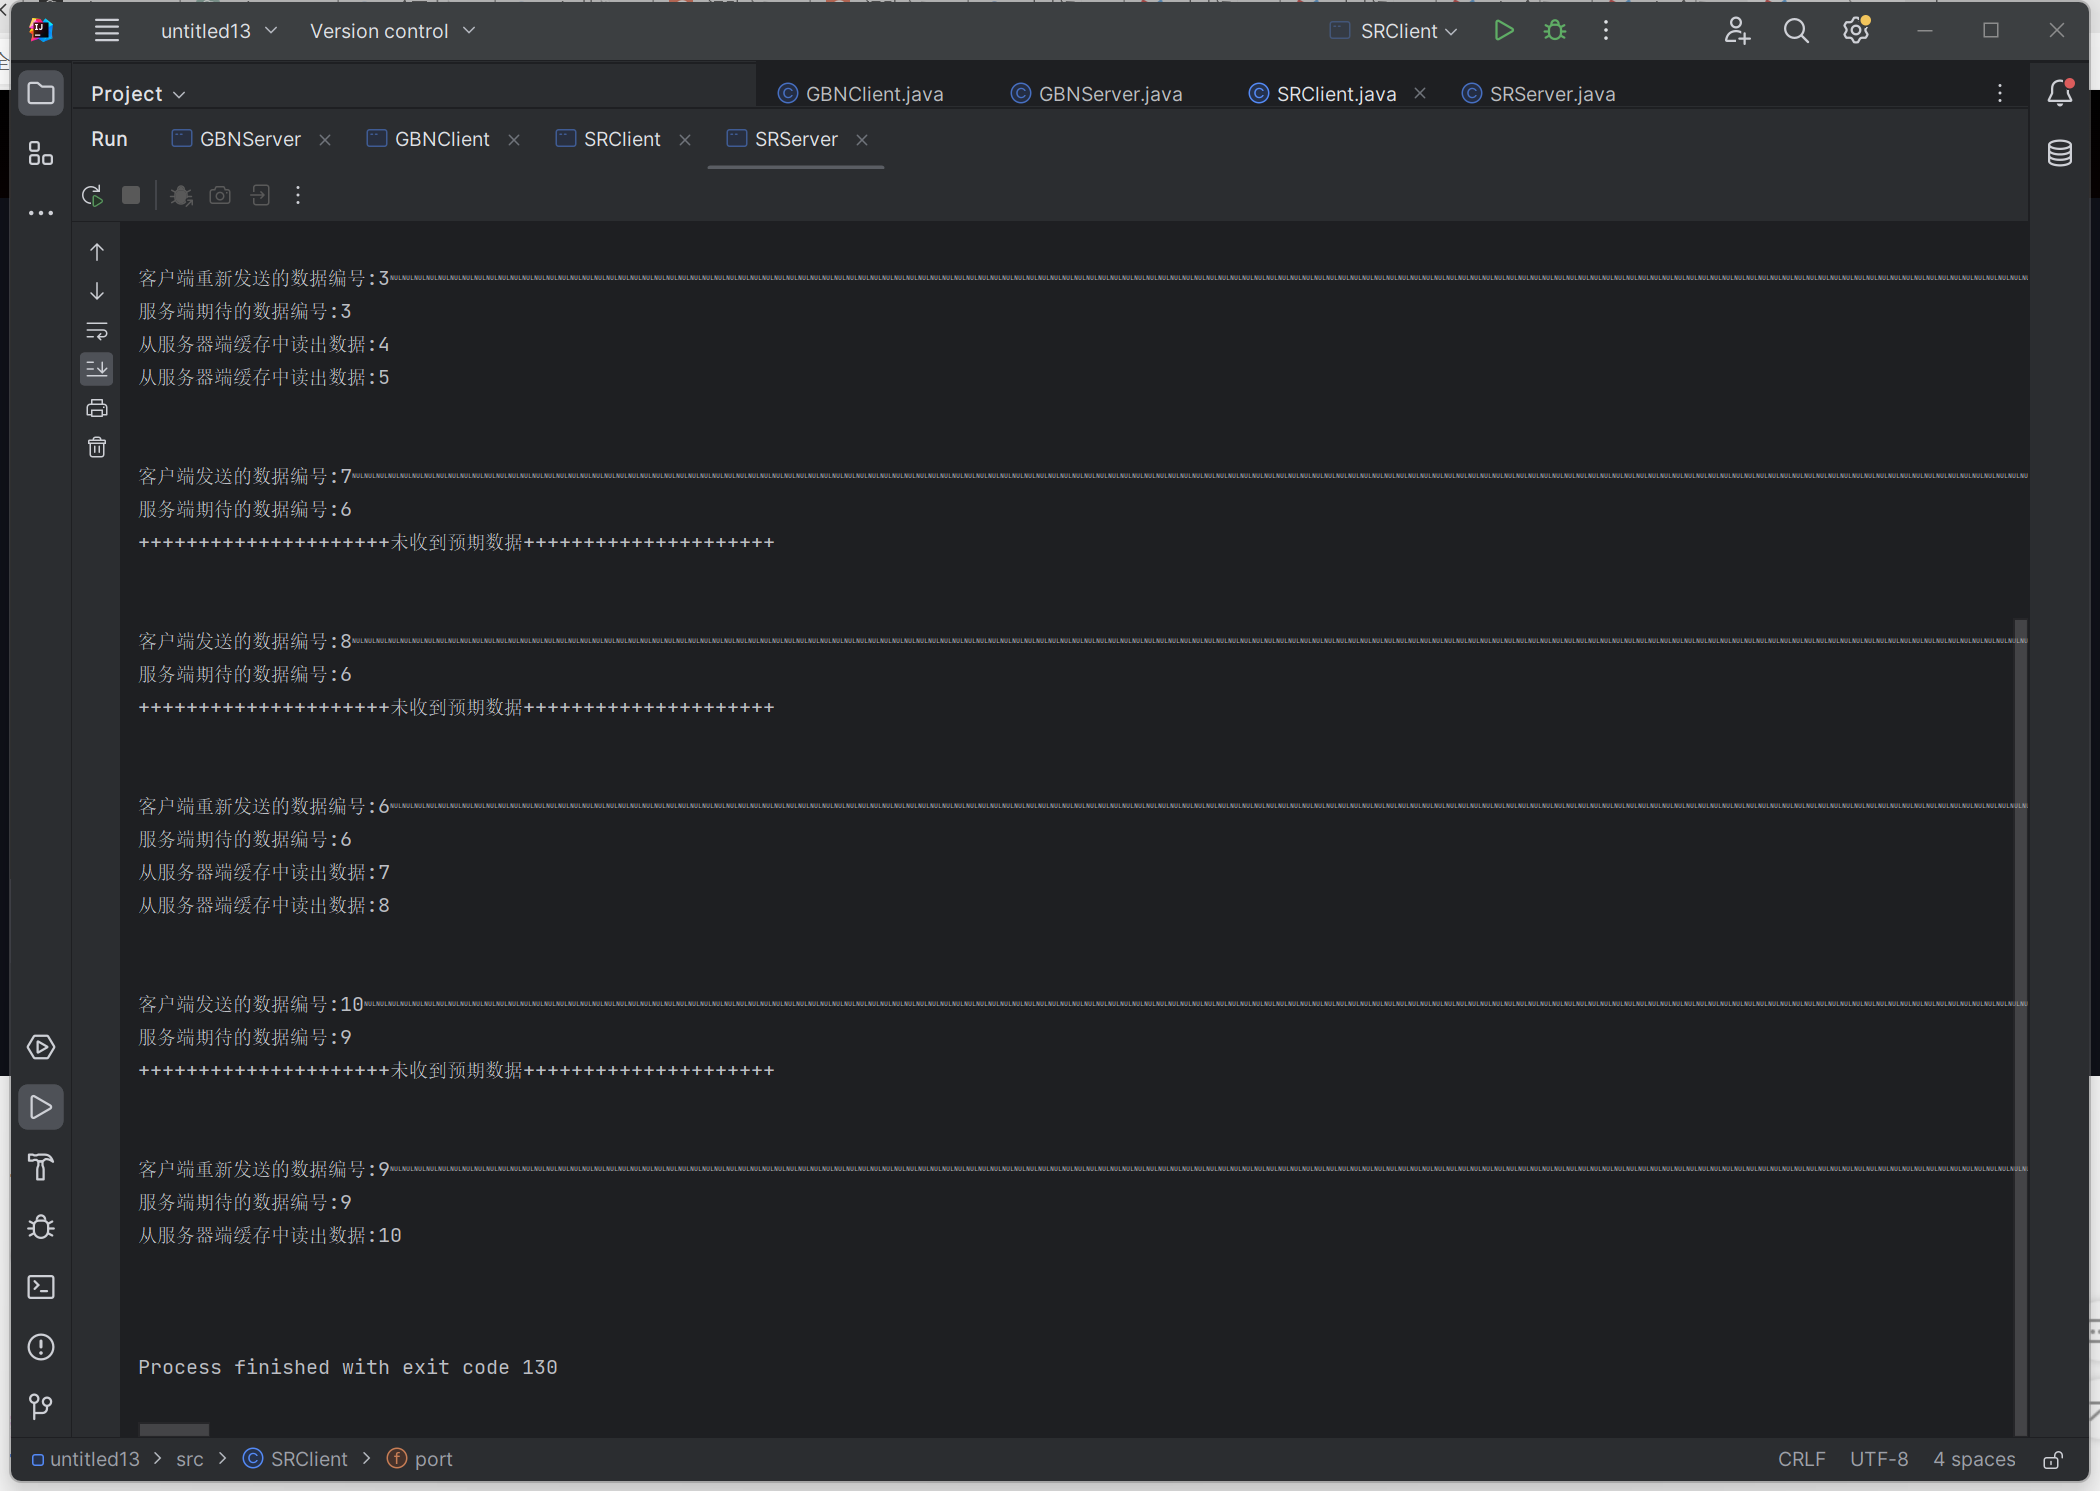 untitled13
Version control
SRClient
Project
GBNClient.java
GBNServer.java
SRClient.java
SRServer.java
Run
GBNServer
GBNClient
SRClient
SRServer
客户端重新发送的数据编号:3
服务端期待的数据编号:3
从服务器端缓存中读出数据:4
从服务器端缓存中读出数据:5
客户端发送的数据编号:7
服务端期待的数据编号:6
+++++++++++++++++++++未收到预期数据+++++++++++++++++++++
客户端发送的数据编号:8
服务端期待的数据编号:6
+++++++++++++++++++++未收到预期数据+++++++++++++++++++++
客户端重新发送的数据编号:6
服务端期待的数据编号:6
从服务器端缓存中读出数据:7
从服务器端缓存中读出数据:8
客户端发送的数据编号:10
服务端期待的数据编号:9
+++++++++++++++++++++未收到预期数据+++++++++++++++++++++
客户端重新发送的数据编号:9
服务端期待的数据编号:9
从服务器端缓存中读出数据:10
Process finished with exit code 130
untitled13 > src > SRClient > port
CRLF UTF-8 4 spaces